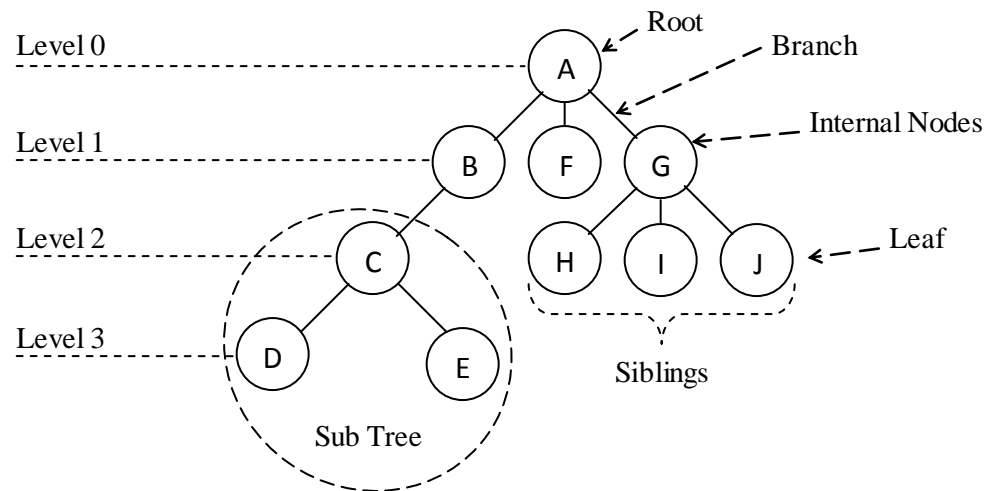 Root
Level 0
Branch
A
Internal Nodes
Level 1
B
F
G
Level 2
Leaf
C
H
I
J
Level 3
D
E
Siblings
Sub Tree